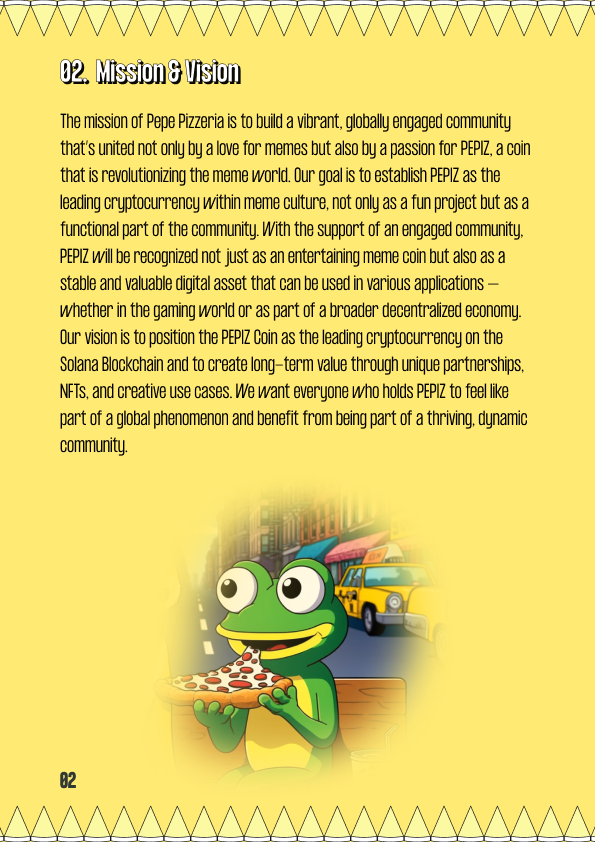 02. Mission & Vision
The mission of Pepe Pizzeria is to build a vibrant, globally engaged community
that's united not only by a love for memes but also by a passion for PEPIZ, a coin
that is revolutionizing the meme world. Our goal is to establish PEPIZ as the
leading cryptocurrency within meme culture, not only as a fun project but as a
functional part of the community. With the support of an engaged community,
PEPIZ will be recognized not just as an entertaining meme coin but also as a
stable and valuable digital asset that can be used in various applications –
whether in the gaming world or as part of a broader decentralized economy.
Our vision is to position the PEPIZ Coin as the leading cryptocurrency on the
Solana Blockchain and to create long-term value through unique partnerships,
NFTs, and creative use cases. We want everyone who holds PEPIZ to feel like
part of a global phenomenon and benefit from being part of a thriving, dynamic
community.
02